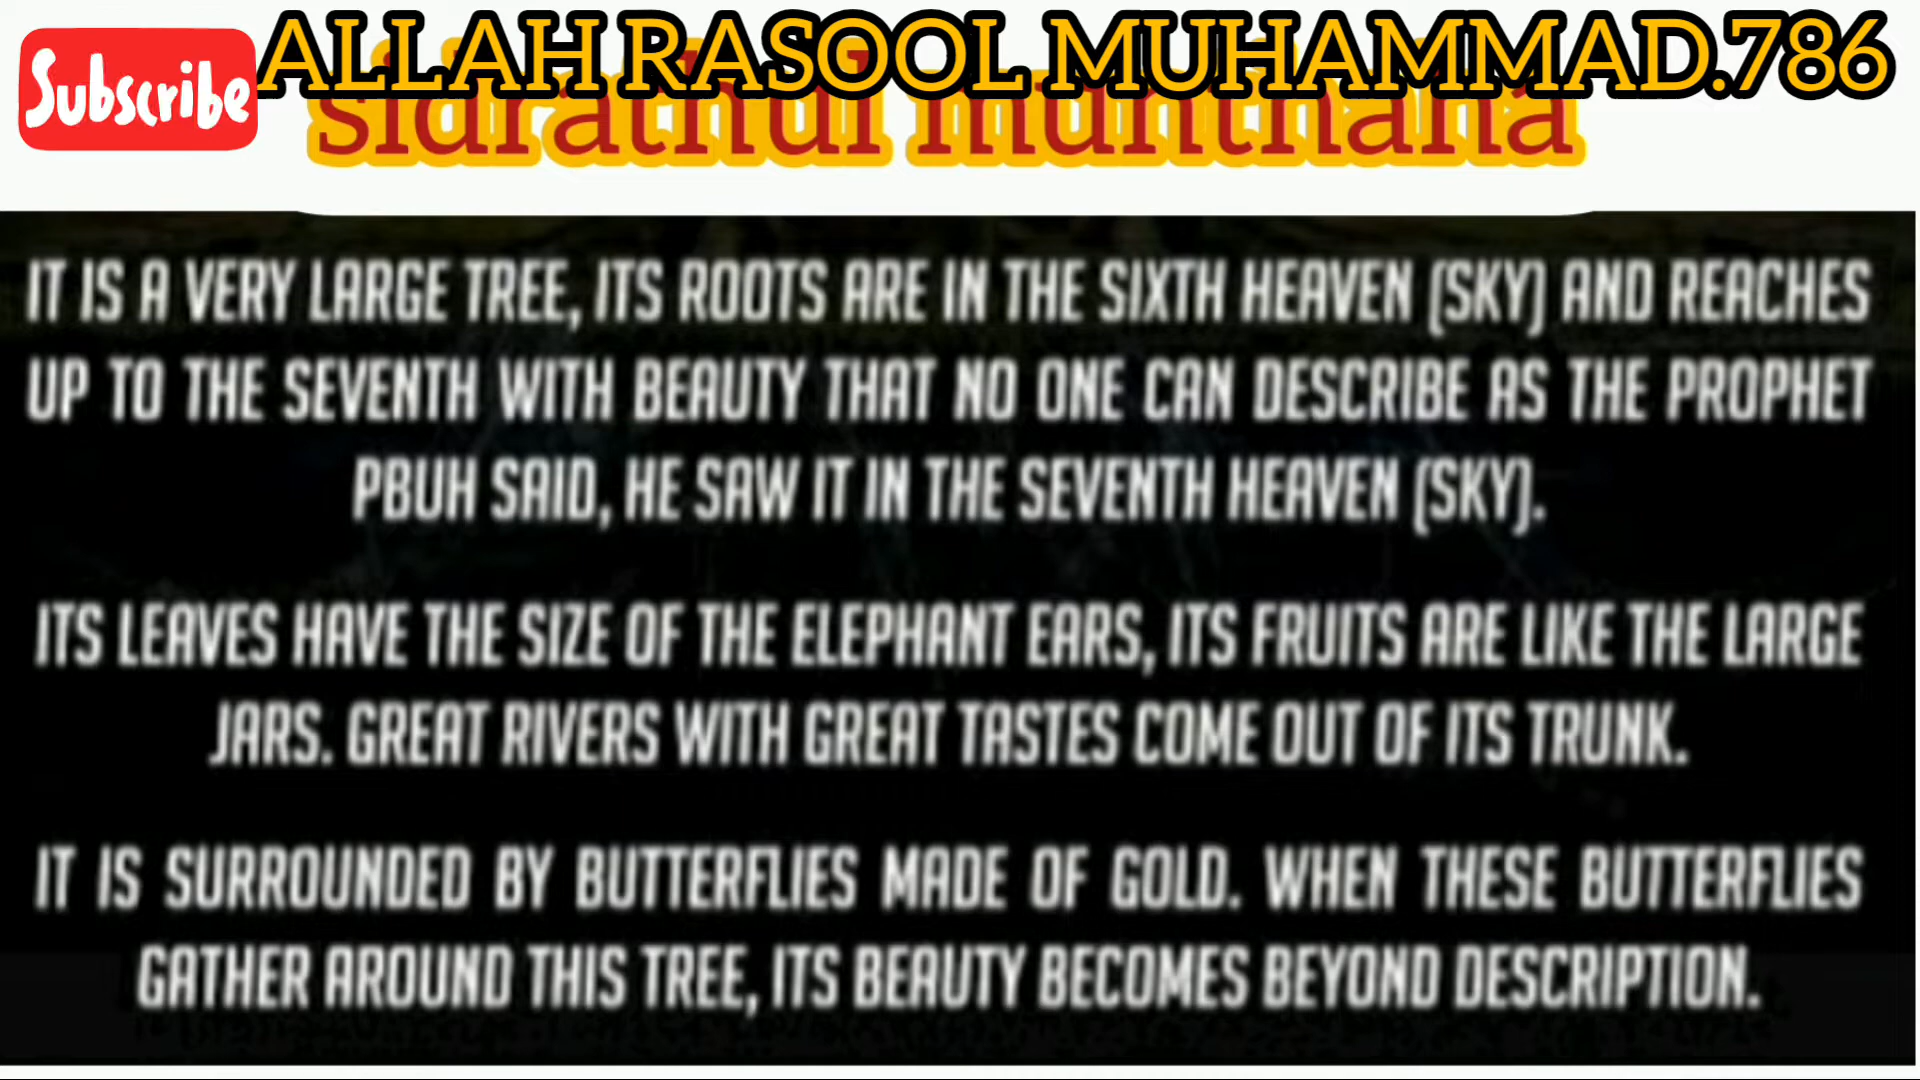 Subscribe
ALLAH RASOOL MUHAMMAD.786
sidrathul munthaha
IT IS A VERY LARGE TREE, ITS ROOTS ARE IN THE SIXTH HEAVEN (SKY) AND REACHES
UP TO THE SEVENTH WITH BEAUTY THAT NO ONE CAN DESCRIBE AS THE PROPHET
PBUH SAID, HE SAW IT IN THE SEVENTH HEAVEN (SKY).
ITS LEAVES HAVE THE SIZE OF THE ELEPHANT EARS, ITS FRUITS ARE LIKE THE LARGE
JARS. GREAT RIVERS WITH GREAT TASTES COME OUT OF ITS TRUNK.
IT IS SURROUNDED BY BUTTERFLIES MADE OF GOLD. WHEN THESE BUTTERFLIES
GATHER AROUND THIS TREE, ITS BEAUTY BECOMES BEYOND DESCRIPTION.